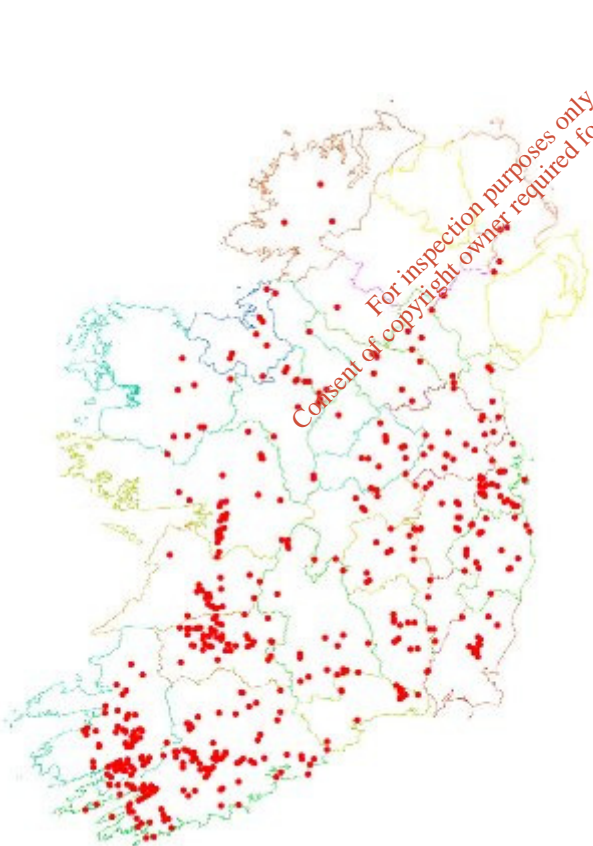 For inspection purposes only
Consent of copyright owner required fo